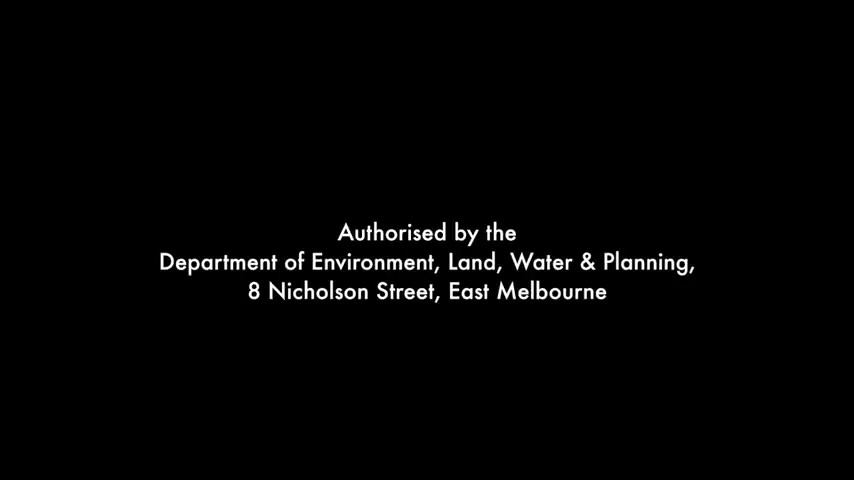 Authorised by the
Department of Environment, Land, Water & Planning,
8 Nicholson Street, East Melbourne